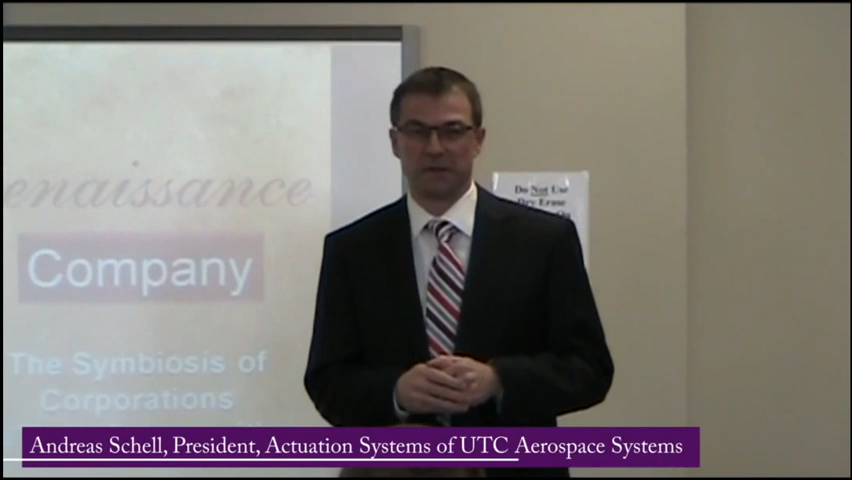 enaissance
Company
The Symbiosis of
Corporations
Do Not Use
Dry Erase
Andreas Schell, President, Actuation Systems of UTC Aerospace Systems